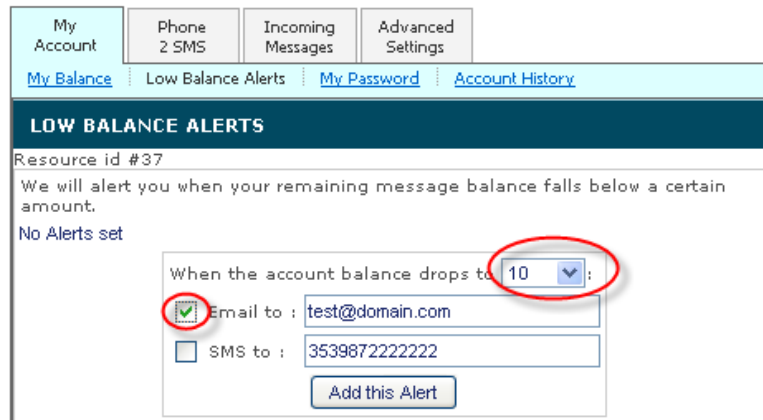 My Account
Phone 2 SMS
Incoming Messages
Advanced Settings
My Balance Low Balance Alerts My Password Account History
LOW BALANCE ALERTS
Resource id #37
We will alert you when your remaining message balance falls below a certain
amount.
No Alerts set
When the account balance drops to 10 :
Email to : test@domain.com
SMS to : 3539872222222
Add this Alert